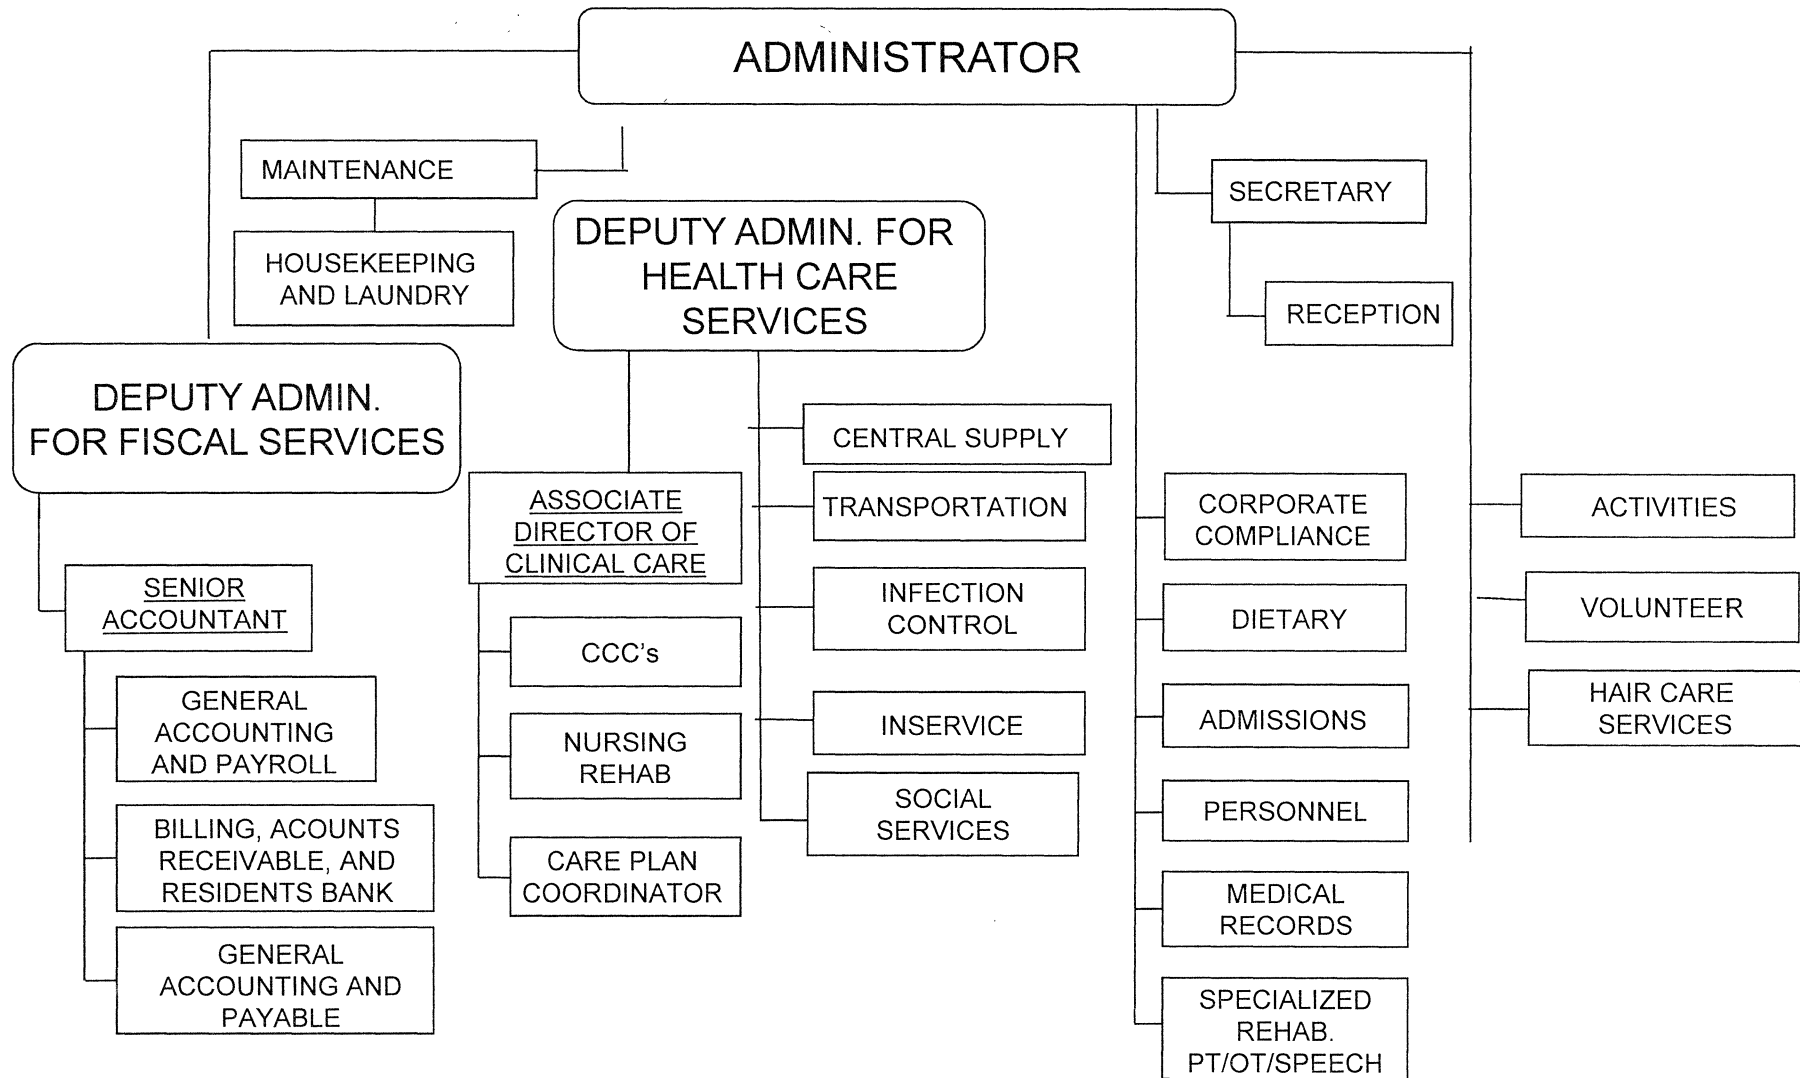 ADMINISTRATOR
MAINTENANCE
HOUSEKEEPING
AND LAUNDRY
DEPUTY ADMIN. FOR
HEALTH CARE
SERVICES
SECRETARY
RECEPTION
DEPUTY ADMIN.
FOR FISCAL SERVICES
SENIOR
ACCOUNTANT
GENERAL
ACCOUNTING
AND PAYROLL
BILLING, ACOUNTS
RECEIVABLE, AND
RESIDENTS BANK
GENERAL
ACCOUNTING AND
PAYABLE
ASSOCIATE
DIRECTOR OF
CLINICAL CARE
CCC's
NURSING
REHAB
CARE PLAN
COORDINATOR
CENTRAL SUPPLY
TRANSPORTATION
INFECTION
CONTROL
INSERVICE
SOCIAL
SERVICES
CORPORATE
COMPLIANCE
DIETARY
ADMISSIONS
PERSONNEL
MEDICAL
RECORDS
SPECIALIZED
REHAB.
PT/OT/SPEECH
ACTIVITIES
VOLUNTEER
HAIR CARE
SERVICES